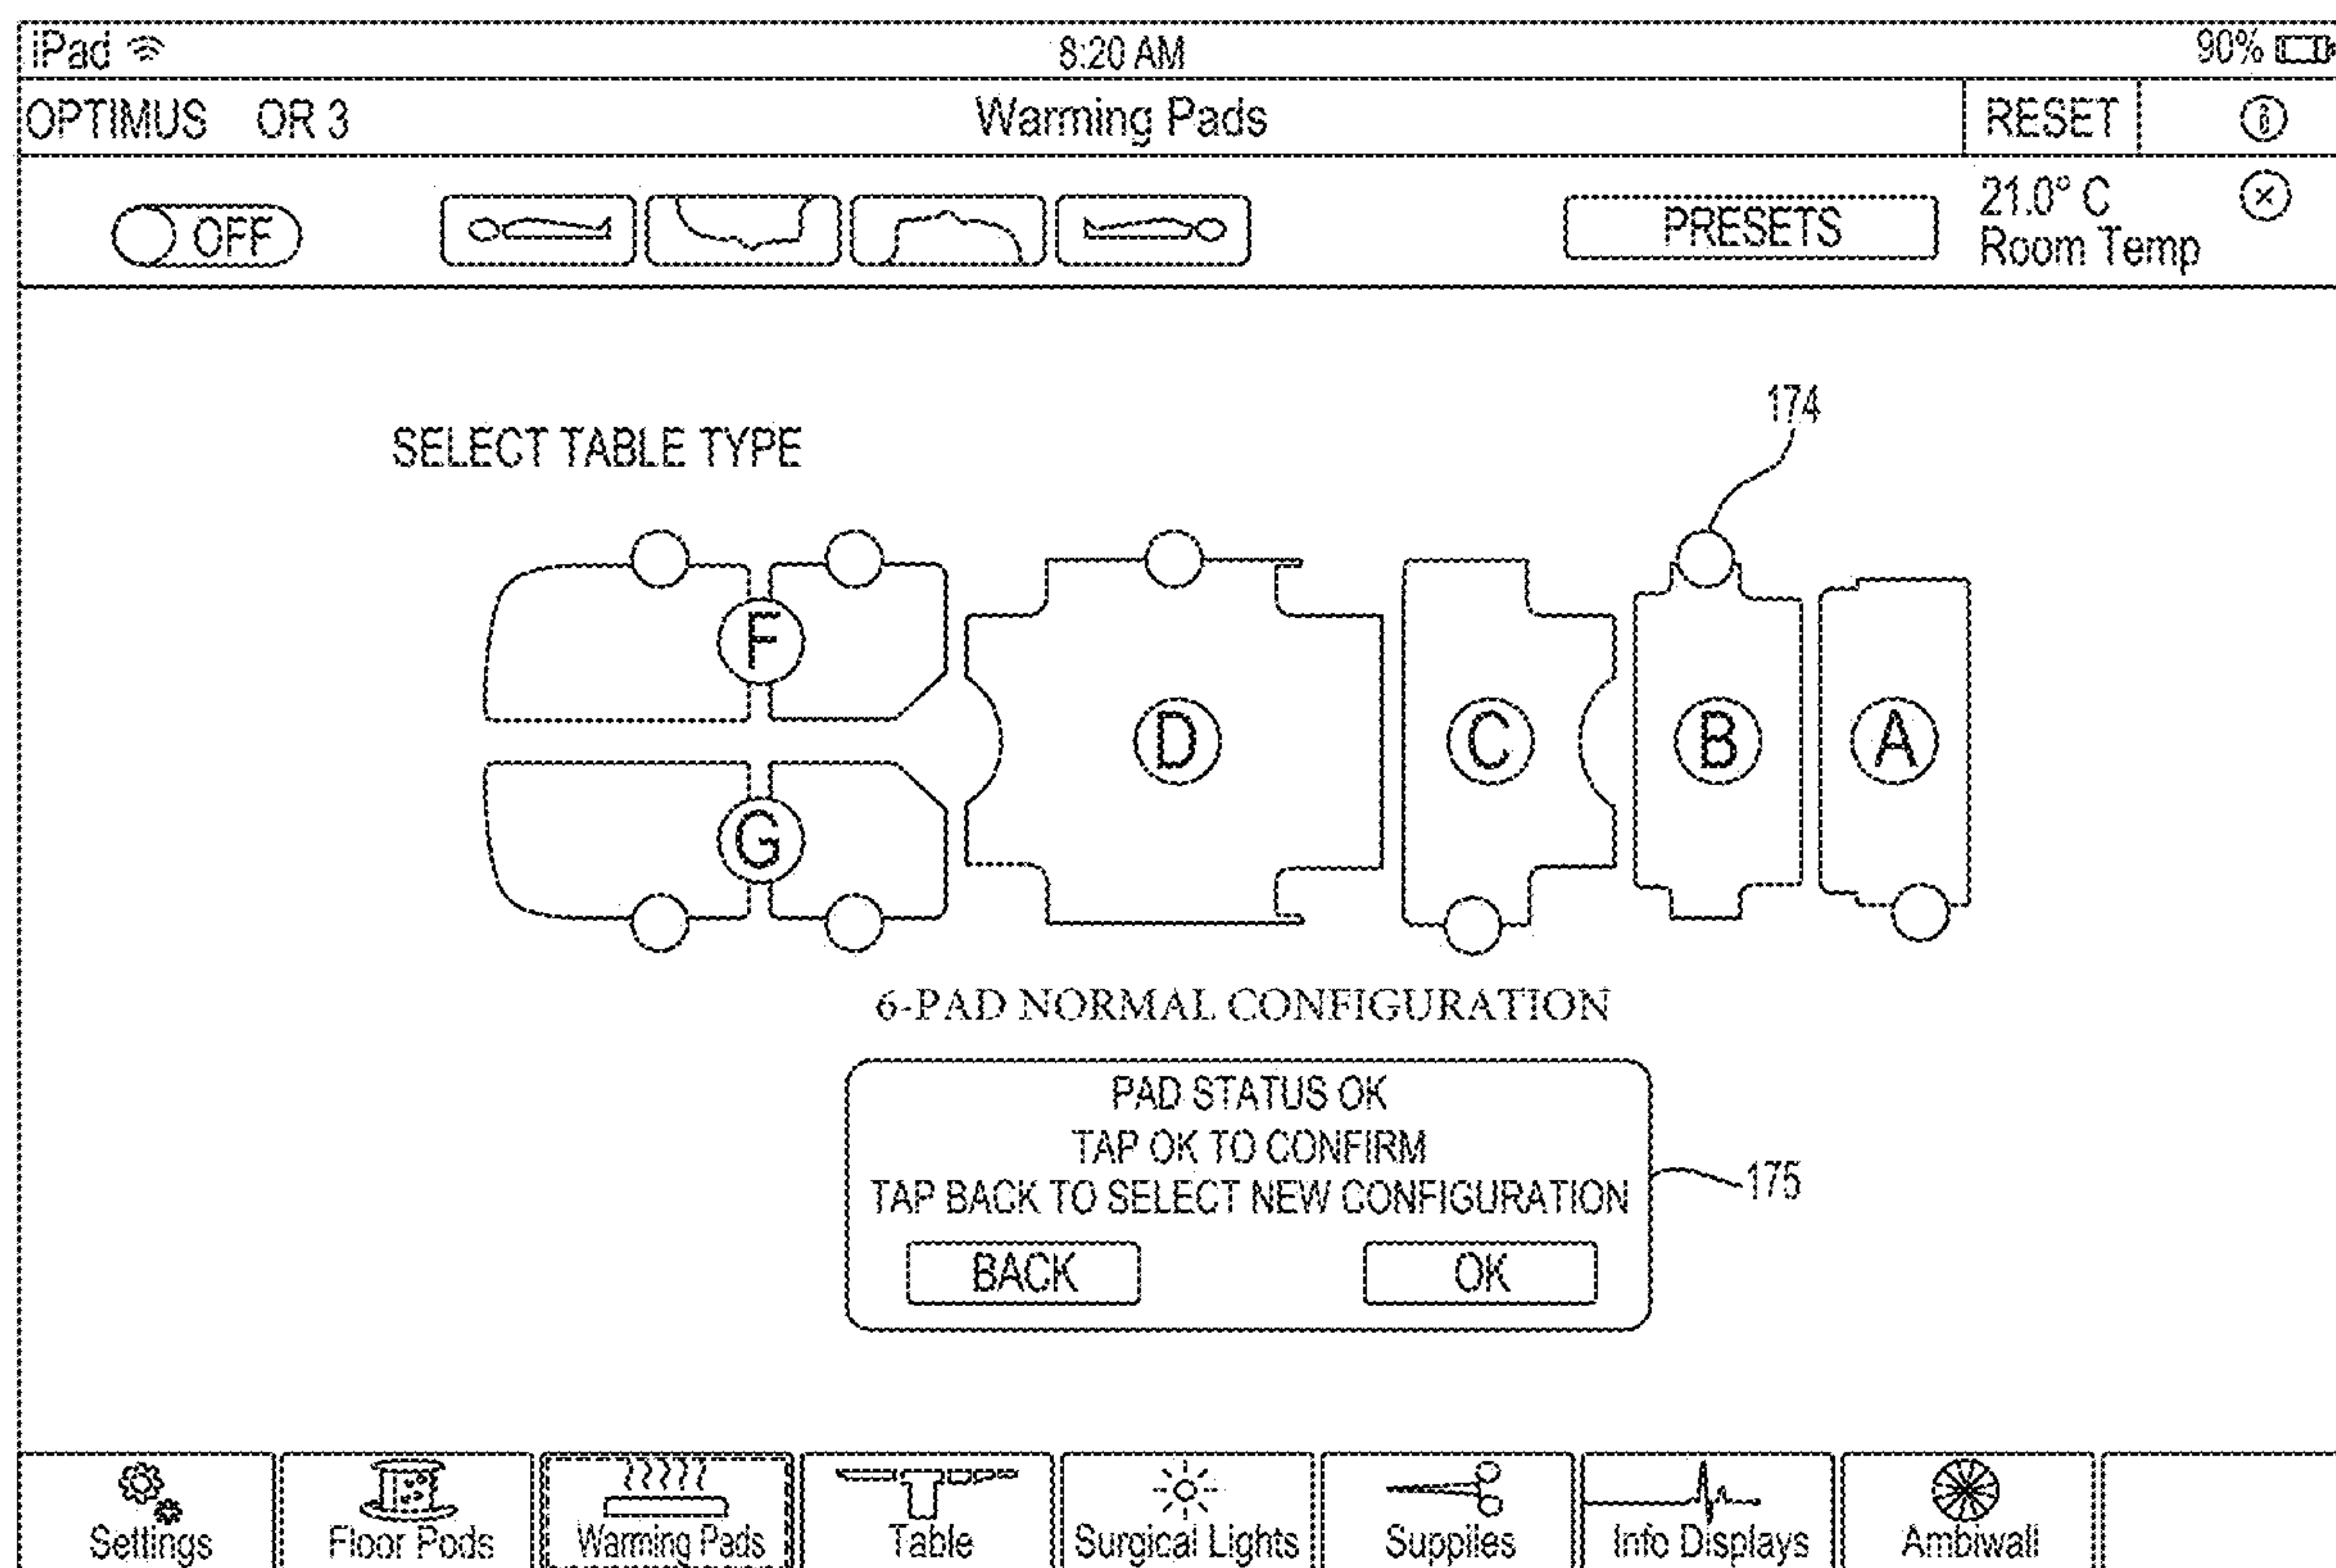 iPad 8:20 AM 90%
OPTIMUS OR 3 Warming Pads RESET
OFF PRESETS 21.0° C
Room Temp
174
SELECT TABLE TYPE
F
D C B A
G
6-PAD NORMAL CONFIGURATION
PAD STATUS OK
TAP OK TO CONFIRM
TAP BACK TO SELECT NEW CONFIGURATION
175
BACK OK
Settings Floor Pods Warming Pads Table Surgical Lights Supplies Info Displays Ambiwall